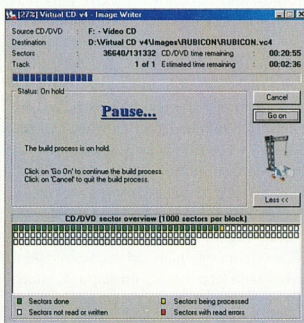 [27%] Virtual CD v4 - Image Writer
Source CD/DVD : F: - Video CD
Destination : D:\Virtual CD v4\Images\RUBICON\RUBICON.vc4
Sectors : 36640/131332 CD/DVD time remaining : 00:20:55
Track : 1 of 1 Estimated time remaining : 00:02:36
Status: On hold
Cancel
Pause...
Go on
The build process is on hold.
Click on 'Go On' to continue the build process.
Click on 'Cancel' to quit the build process.
Less <<
CD/DVD sector overview (1000 sectors per block)
Sectors done Sectors being processed
Sectors not read or written Sectors with read errors